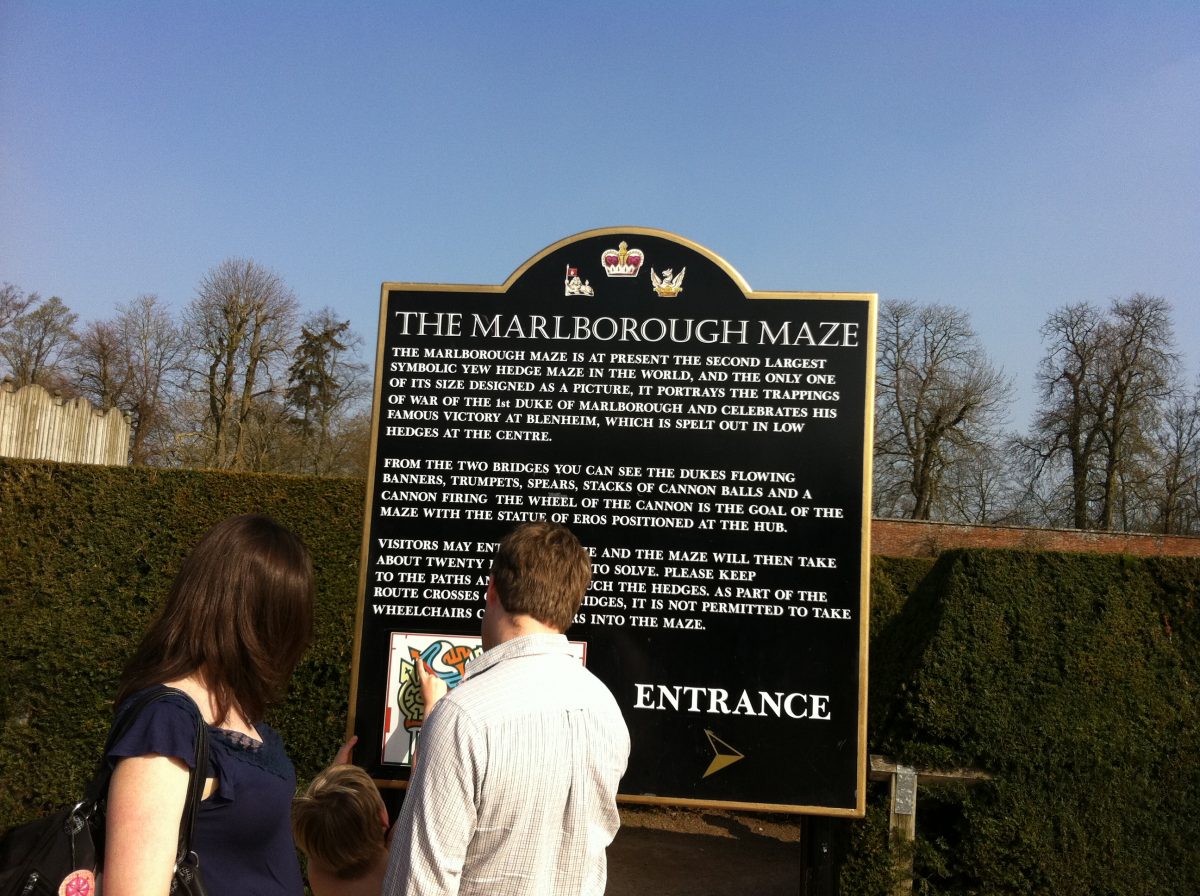 THE MARLBOROUGH MAZE
THE MARLBOROUGH MAZE IS AT PRESENT THE SECOND LARGEST
SYMBOLIC YEW HEDGE MAZE IN THE WORLD, AND THE ONLY ONE
OF ITS SIZE DESIGNED AS A PICTURE, IT PORTRAYS THE TRAPPINGS
OF WAR OF THE 1st DUKE OF MARLBOROUGH AND CELEBRATES HIS
FAMOUS VICTORY AT BLENHEIM, WHICH IS SPELT OUT IN LOW
HEDGES AT THE CENTRE.
FROM THE TWO BRIDGES YOU CAN SEE THE DUKES FLOWING
BANNERS, TRUMPETS, SPEARS, STACKS OF CANNON BALLS AND A
CANNON FIRING THE WHEEL OF THE CANNON IS THE GOAL OF THE
MAZE WITH THE STATUE OF EROS POSITIONED AT THE HUB.
VISITORS MAY AND THE MAZE WILL THEN TAKE
ABOUT TWENTY TO SOLVE. PLEASE KEEP
TO THE PATHS THE HEDGES. AS PART OF THE
ROUTE CROSSES IT IS NOT PERMITTED TO TAKE
WHEELCHAIRS INTO THE MAZE.
ENTRANCE